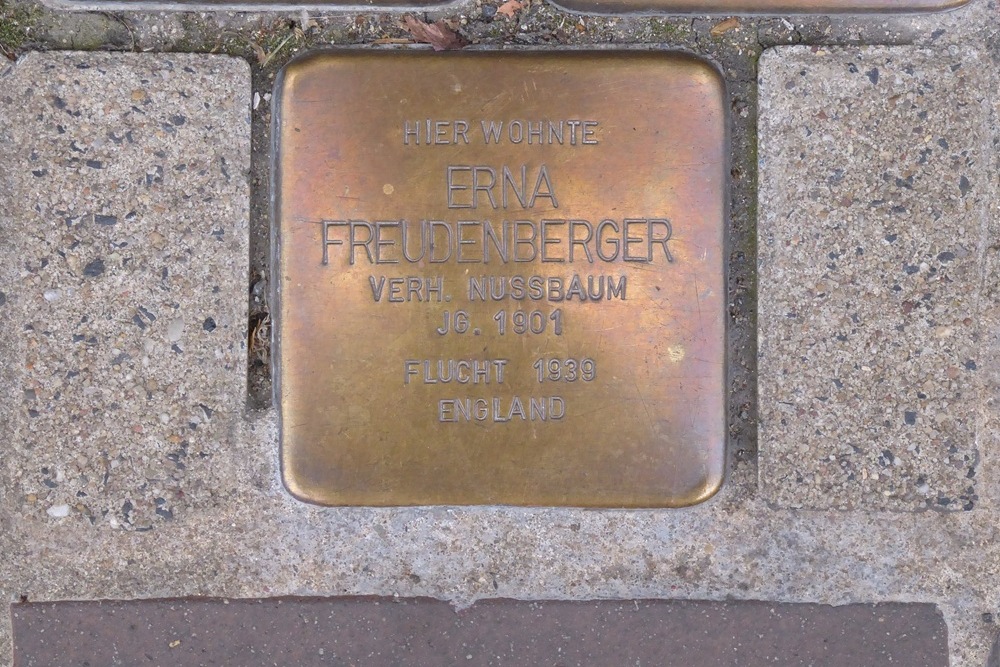 HIER WOHNTE
ERNA
FREUDENBERGER
VERH. NUSSBAUM
JG. 1901
FLUCHT 1939
ENGLAND